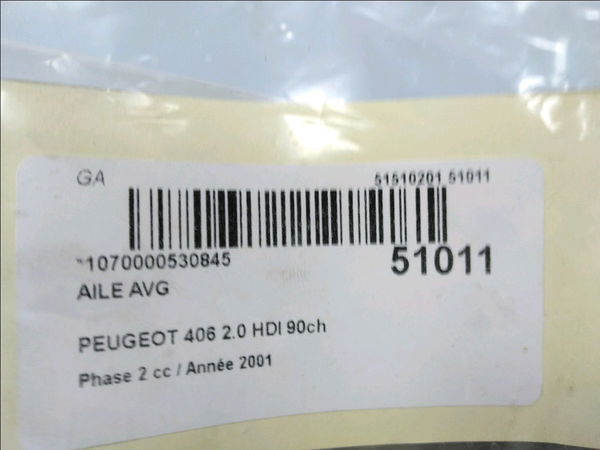 GA 51510201 51011
*1070000530845 51011
AILE AVG
PEUGEOT 406 2.0 HDI 90ch
Phase 2 cc / Année 2001